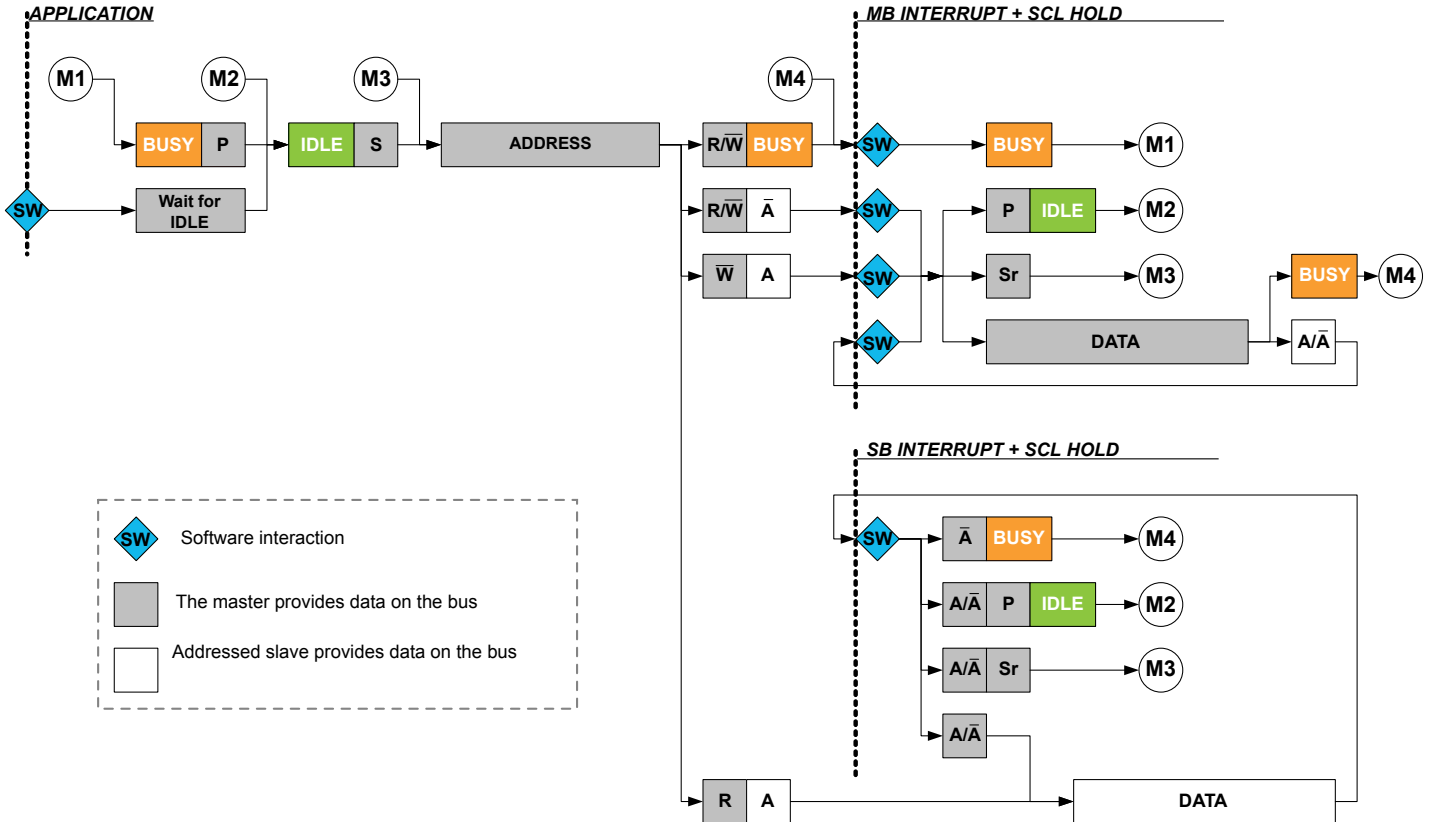 APPLICATION
MB INTERRUPT + SCL HOLD
M1
M2
M3
M4
BUSY P
IDLE S
ADDRESS
R/W̅ BUSY
SW
BUSY
M1
SW
Wait for
IDLE
R/W̅ A̅
SW
P IDLE
M2
W̅ A
SW
Sr
M3
BUSY
M4
SW
DATA
A/A̅
SB INTERRUPT + SCL HOLD
SW
A̅ BUSY
M4
A/A̅ P IDLE
M2
A/A̅ Sr
M3
A/A̅
R A
DATA
SW Software interaction
The master provides data on the bus
Addressed slave provides data on the bus